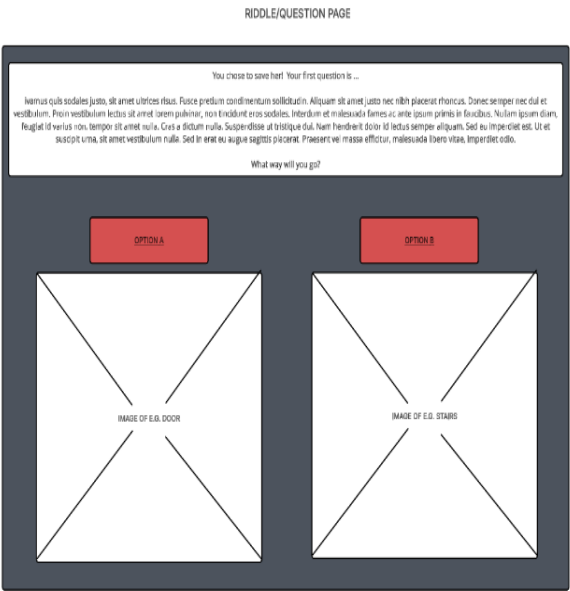 RIDDLE/QUESTION PAGE
You chose to save her! Your first question is ...
Ivamus quis sodales justo, sit amet ultrices risus. Fusce pretium condimentum sollicitudin. Aliquam sit amet justo nec nibh placerat rhoncus. Donec semper nec dui et
vestibulum. Proin vestibulum lectus sit amet lorem pulvinar, non tincidunt eros sodales. Interdum et malesuada fames ac ante ipsum primis in faucibus. Nullam ipsum diam,
feugiat id varius non, tempor sit amet nulla. Cras a dictum nulla. Suspendisse ut tristique dui. Nam hendrerit dolor id lectus semper aliquam. Sed eu imperdiet est. Ut et
suscipit urna, sit amet vestibulum nulla. Sed in erat eu augue sagittis placerat. Praesent vel massa efficitur, malesuada libero vitae, imperdiet odio.
What way will you go?
OPTION A
OPTION B
IMAGE OF E.G. DOOR
IMAGE OF E.G. STAIRS